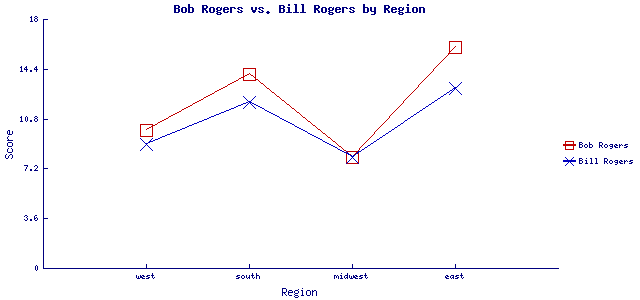 Bob Rogers vs. Bill Rogers by Region
18
14.4
10.8
7.2
3.6
0
Score
west south midwest east
Region
Bob Rogers
Bill Rogers